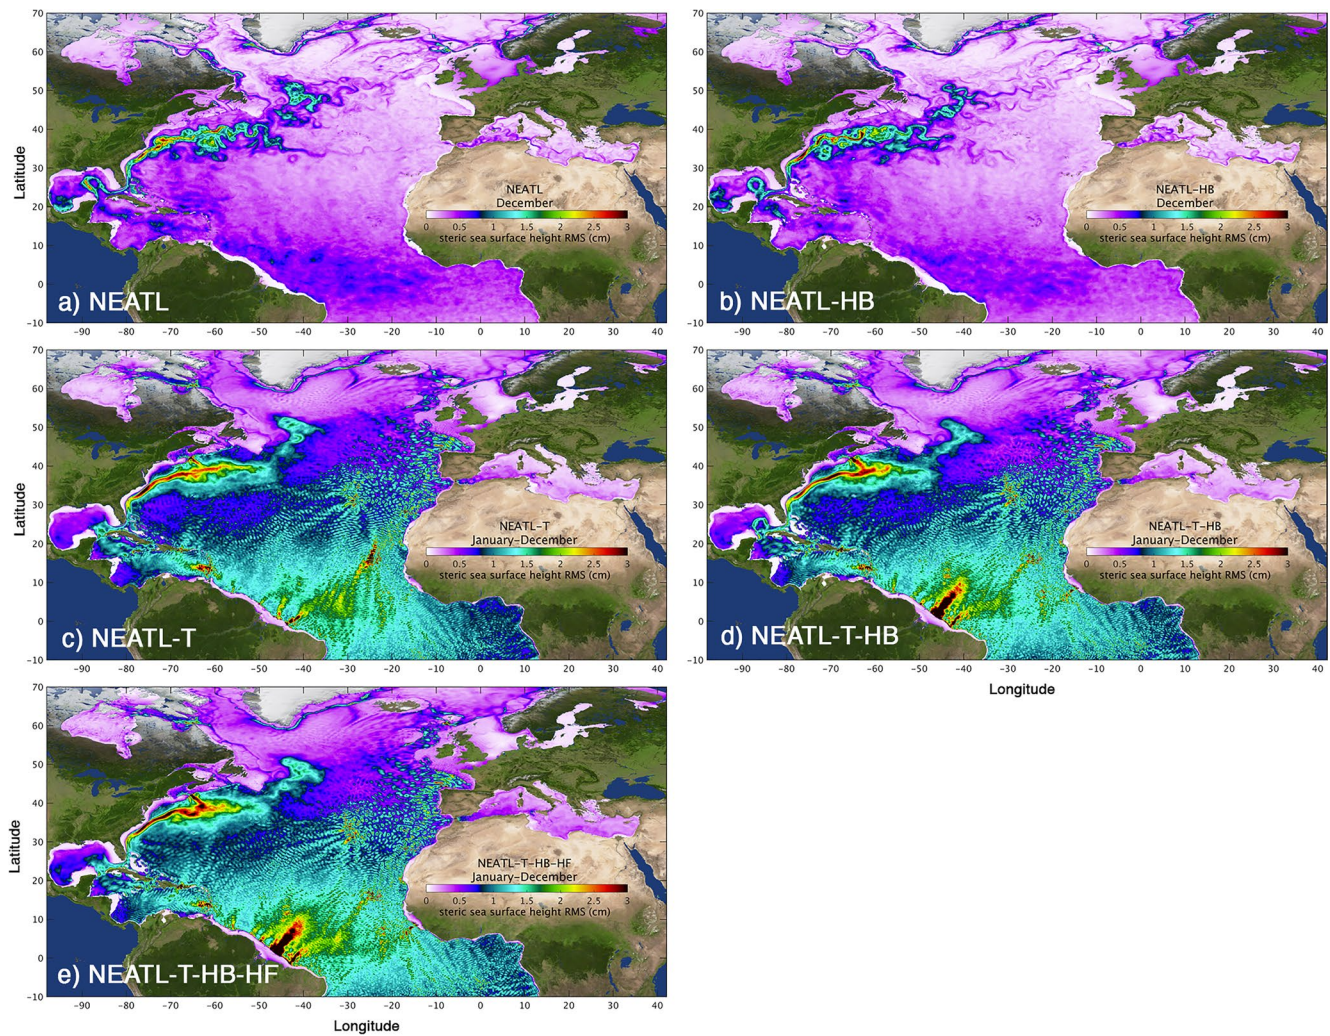 70
60
50
40
30
20
10
0
−10
Latitude
NEATL
December
0 0.5 1 1.5 2 2.5 3
steric sea surface height RMS (cm)
a) NEATL
−90 −80 −70 −60 −50 −40 −30 −20 −10 0 10 20 30 40
70
60
50
40
30
20
10
0
−10
NEATL−HB
December
0 0.5 1 1.5 2 2.5 3
steric sea surface height RMS (cm)
b) NEATL-HB
−90 −80 −70 −60 −50 −40 −30 −20 −10 0 10 20 30 40
70
60
50
40
30
20
10
0
−10
Latitude
NEATL−T
January−December
0 0.5 1 1.5 2 2.5 3
steric sea surface height RMS (cm)
c) NEATL-T
−90 −80 −70 −60 −50 −40 −30 −20 −10 0 10 20 30 40
70
60
50
40
30
20
10
0
−10
NEATL−T−HB
January−December
0 0.5 1 1.5 2 2.5 3
steric sea surface height RMS (cm)
d) NEATL-T-HB
−90 −80 −70 −60 −50 −40 −30 −20 −10 0 10 20 30 40
Longitude
70
60
50
40
30
20
10
0
−10
Latitude
NEATL−T−HB−HF
January−December
0 0.5 1 1.5 2 2.5 3
steric sea surface height RMS (cm)
e) NEATL-T-HB-HF
−90 −80 −70 −60 −50 −40 −30 −20 −10 0 10 20 30 40
Longitude